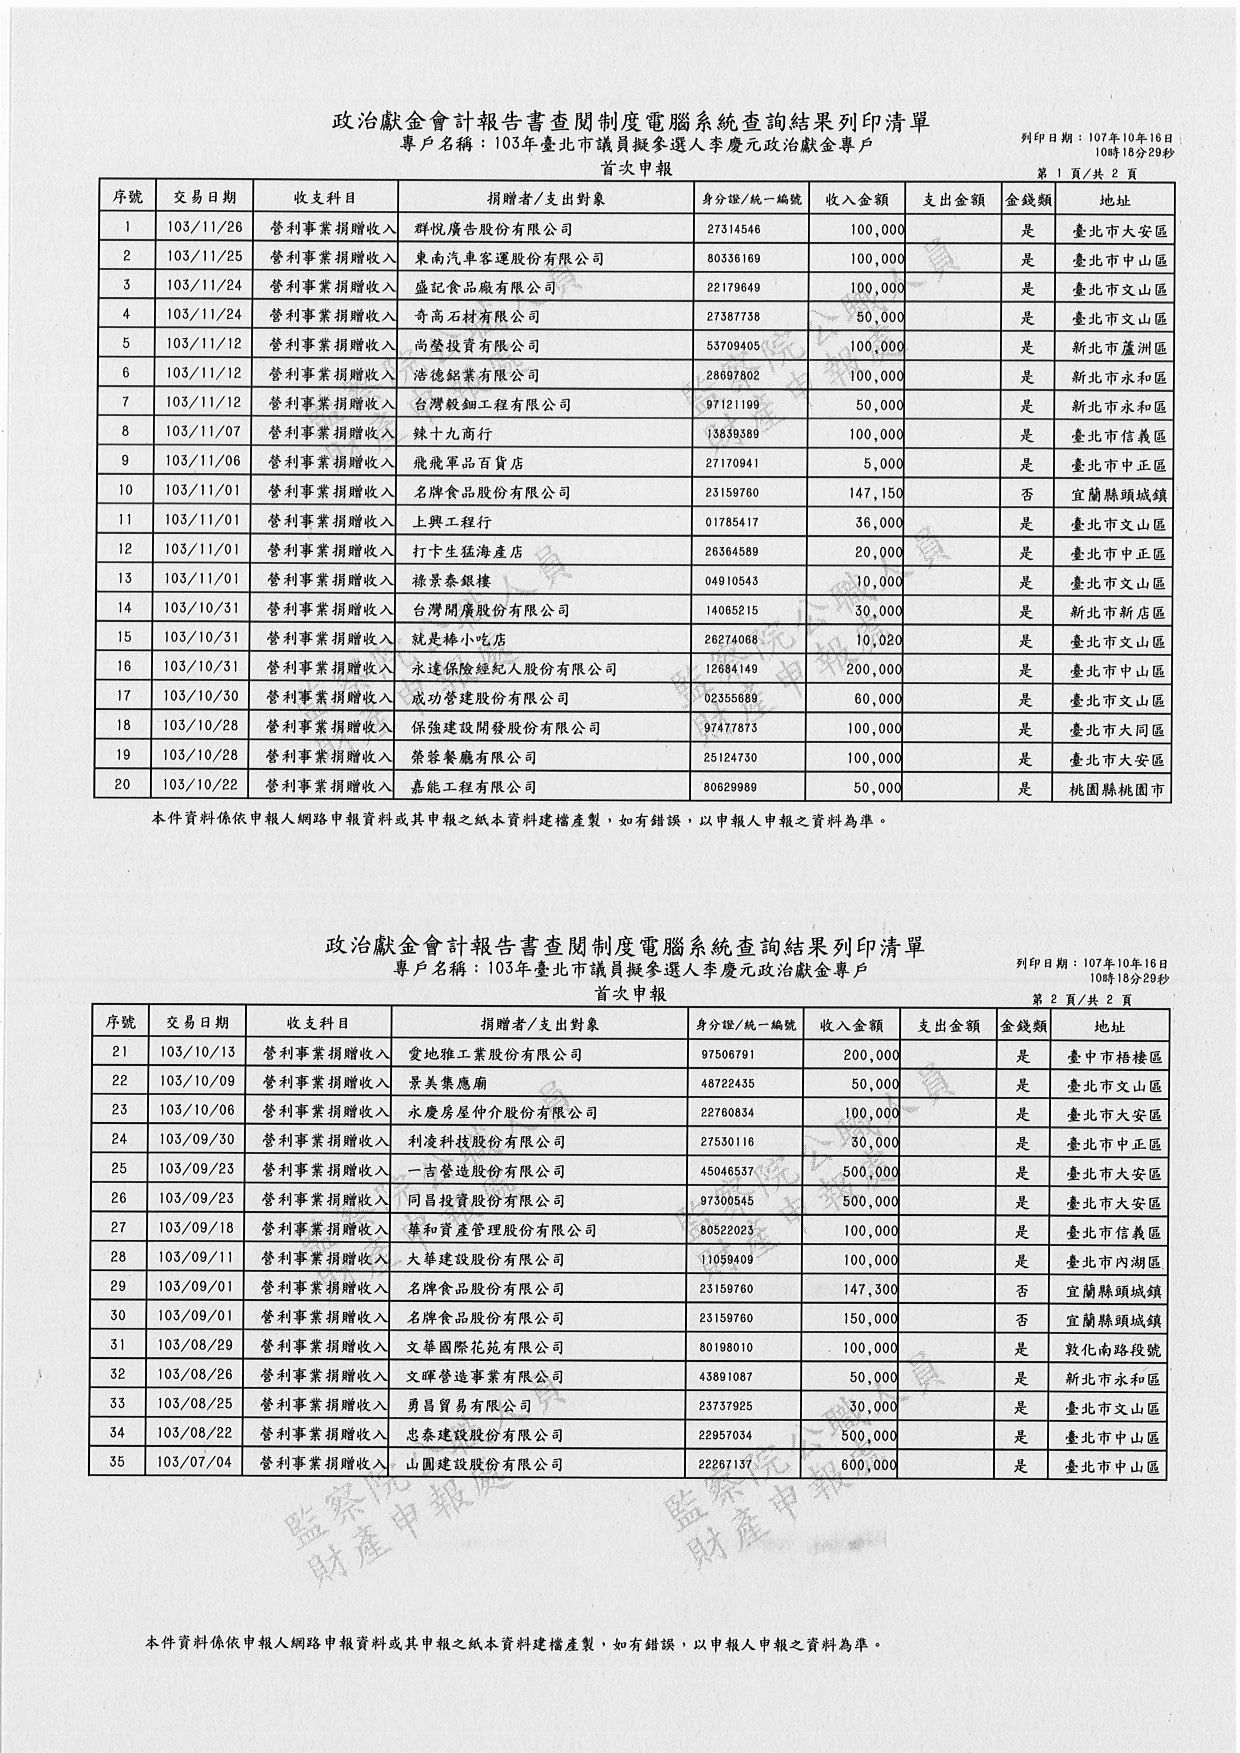 政治獻金會計報告書查閱制度電腦系統查詢結果列印清單
專戶名稱：103年臺北市議員擬參選人李慶元政治獻金專戶
列印日期：107年10年16日
10時18分29秒
首次申報
第 1 頁/共 2 頁
序號 交易日期 收支科目 捐贈者/支出對象 身分證/統一編號 收入金額 支出金額 金錢類 地址
1 103/11/26 營利事業捐贈收入 群悅廣告股份有限公司 27314546 100,000 是 臺北市大安區
2 103/11/25 營利事業捐贈收入 東南汽車客運股份有限公司 80336169 100,000 是 臺北市中山區
3 103/11/24 營利事業捐贈收入 盛記食品廠有限公司 22179649 100,000 是 臺北市文山區
4 103/11/24 營利事業捐贈收入 奇高石材有限公司 27387738 50,000 是 臺北市文山區
5 103/11/12 營利事業捐贈收入 尚瑩投資有限公司 53709405 100,000 是 新北市蘆洲區
6 103/11/12 營利事業捐贈收入 浩德鋁業有限公司 28697802 100,000 是 新北市永和區
7 103/11/12 營利事業捐贈收入 台灣毅鈿工程有限公司 97121199 50,000 是 新北市永和區
8 103/11/07 營利事業捐贈收入 辣十九商行 13839389 100,000 是 臺北市信義區
9 103/11/06 營利事業捐贈收入 飛飛軍品百貨店 27170941 5,000 是 臺北市中正區
10 103/11/01 營利事業捐贈收入 名牌食品股份有限公司 23159760 147,150 否 宜蘭縣頭城鎮
11 103/11/01 營利事業捐贈收入 上興工程行 01785417 36,000 是 臺北市文山區
12 103/11/01 營利事業捐贈收入 打卡生猛海產店 26364589 20,000 是 臺北市中正區
13 103/11/01 營利事業捐贈收入 祿景泰銀樓 04910543 10,000 是 臺北市文山區
14 103/10/31 營利事業捐贈收入 台灣開廣股份有限公司 14065215 30,000 是 新北市新店區
15 103/10/31 營利事業捐贈收入 就是棒小吃店 26274068 10,020 是 臺北市文山區
16 103/10/31 營利事業捐贈收入 永達保險經紀人股份有限公司 12684149 200,000 是 臺北市中山區
17 103/10/30 營利事業捐贈收入 成功營建股份有限公司 02355689 60,000 是 臺北市文山區
18 103/10/28 營利事業捐贈收入 保強建設開發股份有限公司 97477873 100,000 是 臺北市大同區
19 103/10/28 營利事業捐贈收入 榮蓉餐廳有限公司 25124730 100,000 是 臺北市大安區
20 103/10/22 營利事業捐贈收入 嘉能工程有限公司 80629989 50,000 是 桃園縣桃園市
本件資料係依申報人網路申報資料或其申報之紙本資料建檔產製，如有錯誤，以申報人申報之資料為準。
政治獻金會計報告書查閱制度電腦系統查詢結果列印清單
專戶名稱：103年臺北市議員擬參選人李慶元政治獻金專戶
列印日期：107年10年16日
10時18分29秒
首次申報
第 2 頁/共 2 頁
序號 交易日期 收支科目 捐贈者/支出對象 身分證/統一編號 收入金額 支出金額 金錢類 地址
21 103/10/13 營利事業捐贈收入 愛地雅工業股份有限公司 97506791 200,000 是 臺中市梧棲區
22 103/10/09 營利事業捐贈收入 景美集應廟 48722435 50,000 是 臺北市文山區
23 103/10/06 營利事業捐贈收入 永慶房屋仲介股份有限公司 22760834 100,000 是 臺北市大安區
24 103/09/30 營利事業捐贈收入 利凌科技股份有限公司 27530116 30,000 是 臺北市中正區
25 103/09/23 營利事業捐贈收入 一吉營造股份有限公司 45046537 500,000 是 臺北市大安區
26 103/09/23 營利事業捐贈收入 同昌投資股份有限公司 97300545 500,000 是 臺北市大安區
27 103/09/18 營利事業捐贈收入 華和資產管理股份有限公司 80522023 100,000 是 臺北市信義區
28 103/09/11 營利事業捐贈收入 大華建設股份有限公司 11059409 100,000 是 臺北市內湖區
29 103/09/01 營利事業捐贈收入 名牌食品股份有限公司 23159760 147,300 否 宜蘭縣頭城鎮
30 103/09/01 營利事業捐贈收入 名牌食品股份有限公司 23159760 150,000 否 宜蘭縣頭城鎮
31 103/08/29 營利事業捐贈收入 文華國際花苑有限公司 80198010 100,000 是 敦化南路段號
32 103/08/26 營利事業捐贈收入 文暉營造事業有限公司 43891087 50,000 是 新北市永和區
33 103/08/25 營利事業捐贈收入 勇昌貿易有限公司 23737925 30,000 是 臺北市文山區
34 103/08/22 營利事業捐贈收入 忠泰建設股份有限公司 22957034 500,000 是 臺北市中山區
35 103/07/04 營利事業捐贈收入 山圓建設股份有限公司 22267137 600,000 是 臺北市中山區
監察院公職人員
財產申報處
本件資料係依申報人網路申報資料或其申報之紙本資料建檔產製，如有錯誤，以申報人申報之資料為準。